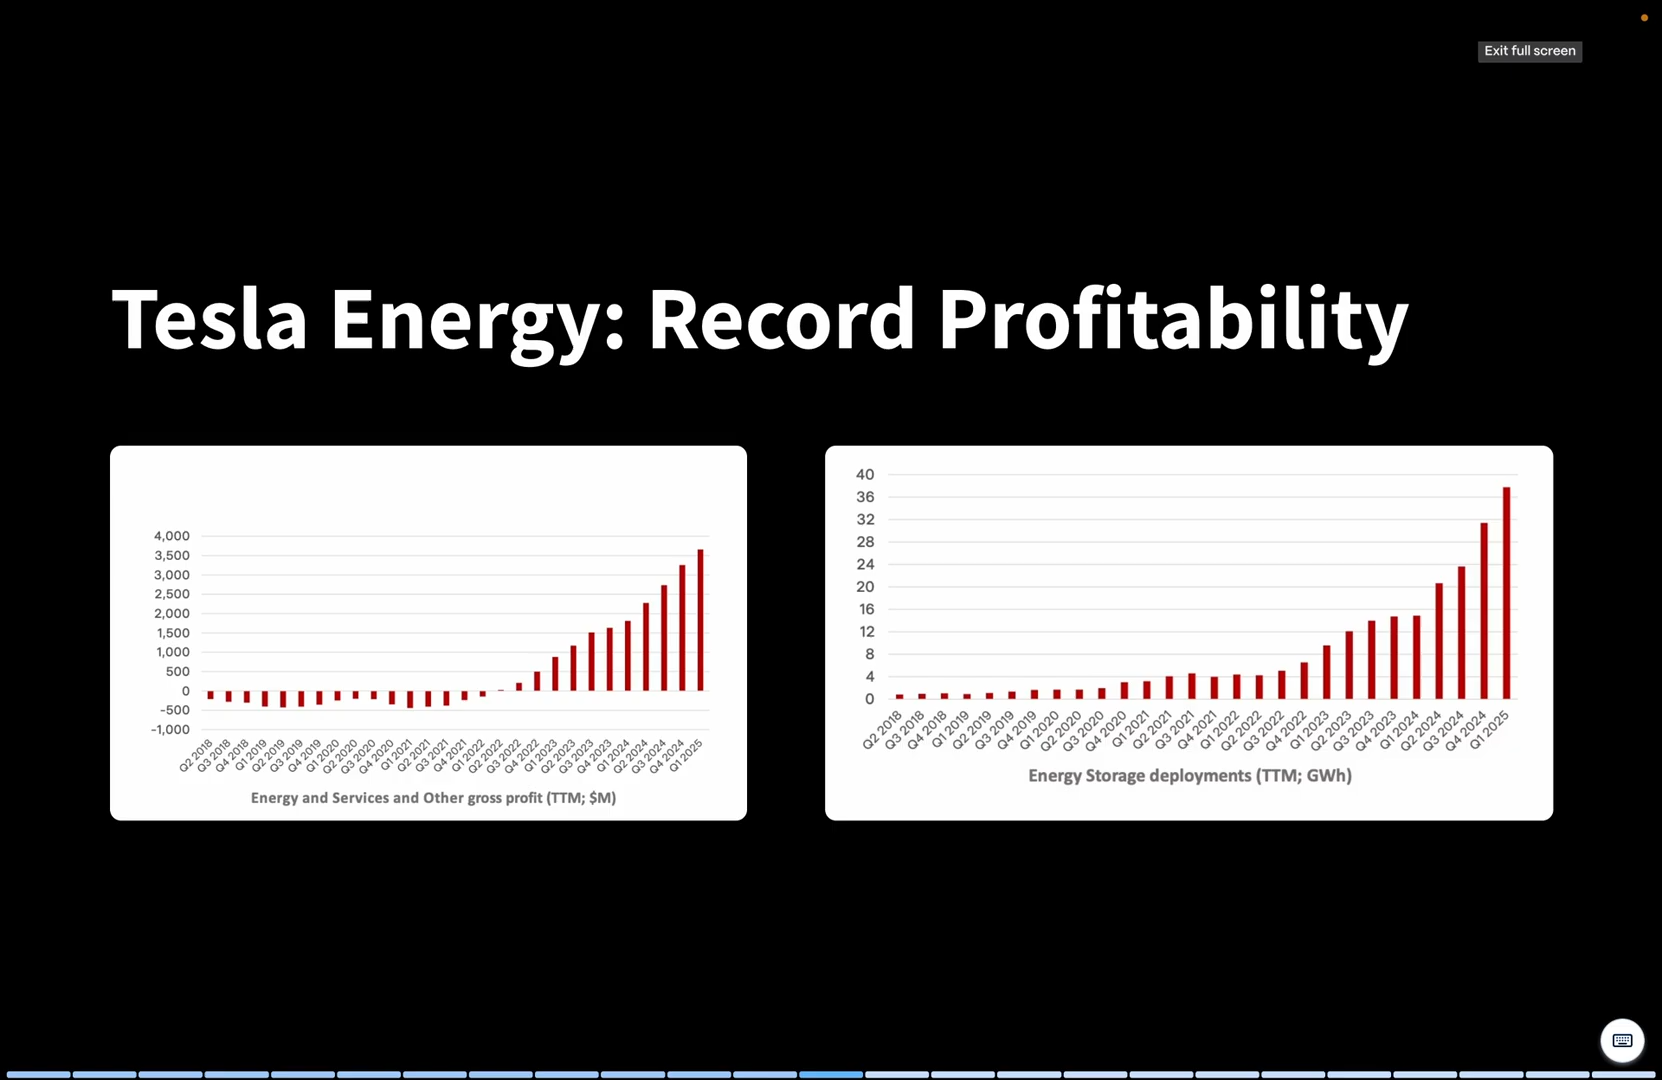 Exit full screen
Tesla Energy: Record Profitability
4,000
3,500
3,000
2,500
2,000
1,500
1,000
500
0
-500
-1,000
Q2 2018
Q3 2018
Q4 2018
Q1 2019
Q2 2019
Q3 2019
Q4 2019
Q1 2020
Q2 2020
Q3 2020
Q4 2020
Q1 2021
Q2 2021
Q3 2021
Q4 2021
Q1 2022
Q2 2022
Q3 2022
Q4 2022
Q1 2023
Q2 2023
Q3 2023
Q4 2023
Q1 2024
Q2 2024
Q3 2024
Q4 2024
Q1 2025
Energy and Services and Other gross profit (TTM; $M)
40
36
32
28
24
20
16
12
8
4
0
Q2 2018
Q3 2018
Q4 2018
Q1 2019
Q2 2019
Q3 2019
Q4 2019
Q1 2020
Q2 2020
Q3 2020
Q4 2020
Q1 2021
Q2 2021
Q3 2021
Q4 2021
Q1 2022
Q2 2022
Q3 2022
Q4 2022
Q1 2023
Q2 2023
Q3 2023
Q4 2023
Q1 2024
Q2 2024
Q3 2024
Q4 2024
Q1 2025
Energy Storage deployments (TTM; GWh)